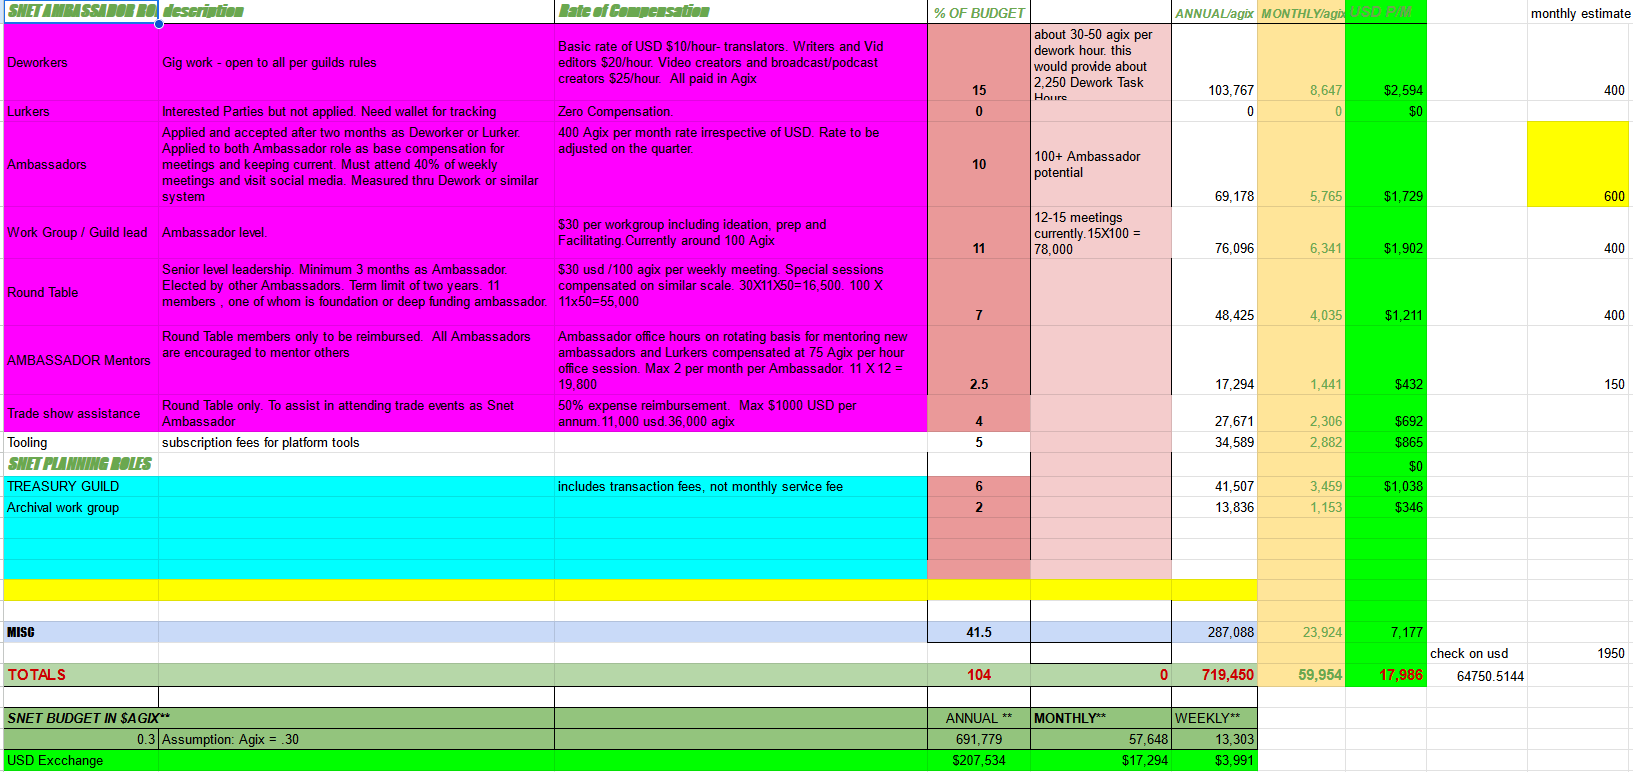 SNET AMBASSADOR RO description Rate of Compensation % OF BUDGET ANNUAL/agix MONTHLY/agix USD P/M monthly estimate
Deworkers
Gig work - open to all per guilds rules
Basic rate of USD $10/hour- translators. Writers and Vid
editors $20/hour. Video creators and broadcast/podcast
creators $25/hour. All paid in Agix
15
about 30-50 agix per
dework hour. this
would provide about
2,250 Dework Task
Hours
103,767 8,647 $2,594 400
Lurkers Interested Parties but not applied. Need wallet for tracking Zero Compensation. 0 0 0 $0
Ambassadors
Applied and accepted after two months as Deworker or Lurker.
Applied to both Ambassador role as base compensation for
meetings and keeping current. Must attend 40% of weekly
meetings and visit social media. Measured thru Dework or similar
system
400 Agix per month rate irrespective of USD. Rate to be
adjusted on the quarter.
10
100+ Ambassador
potential
69,178 5,765 $1,729 600
Work Group / Guild lead
Ambassador level.
$30 per workgroup including ideation, prep and
Facilitating.Currently around 100 Agix
11
12-15 meetings
currently.15X100 =
78,000
76,096 6,341 $1,902 400
Round Table
Senior level leadership. Minimum 3 months as Ambassador.
Elected by other Ambassadors. Term limit of two years. 11
members , one of whom is foundation or deep funding ambassador.
$30 usd /100 agix per weekly meeting. Special sessions
compensated on similar scale. 30X11X50=16,500. 100 X
11x50=55,000
7 48,425 4,035 $1,211 400
AMBASSADOR Mentors
Round Table members only to be reimbursed. All Ambassadors
are encouraged to mentor others
Ambassador office hours on rotating basis for mentoring new
ambassadors and Lurkers compensated at 75 Agix per hour
office session. Max 2 per month per Ambassador. 11 X 12 =
19,800
2.5 17,294 1,441 $432 150
Trade show assistance
Round Table only. To assist in attending trade events as Snet
Ambassador
50% expense reimbursement. Max $1000 USD per
annum.11,000 usd.36,000 agix
4 27,671 2,306 $692
Tooling subscription fees for platform tools 5 34,589 2,882 $865
SNET PLANNING ROLES $0
TREASURY GUILD includes transaction fees, not monthly service fee 6 41,507 3,459 $1,038
Archival work group 2 13,836 1,153 $346
MISC 41.5 287,088 23,924 7,177
check on usd 1950
TOTALS 104 0 719,450 59,954 17,986 64750.5144
SNET BUDGET IN $AGIX** ANNUAL ** MONTHLY** WEEKLY**
0.3 Assumption: Agix = .30 691,779 57,648 13,303
USD Excchange $207,534 $17,294 $3,991